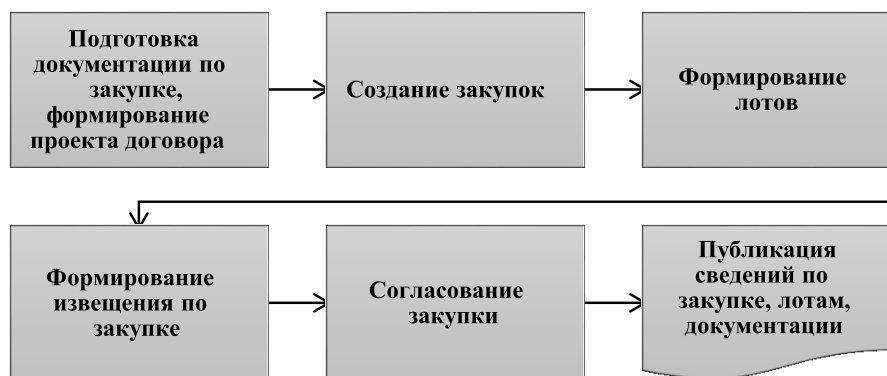 Подготовка
документации по
закупке,
формирование
проекта договора
Создание закупок
Формирование
лотов
Формирование
извещения по
закупке
Согласование
закупки
Публикация
сведений по
закупке, лотам,
документации